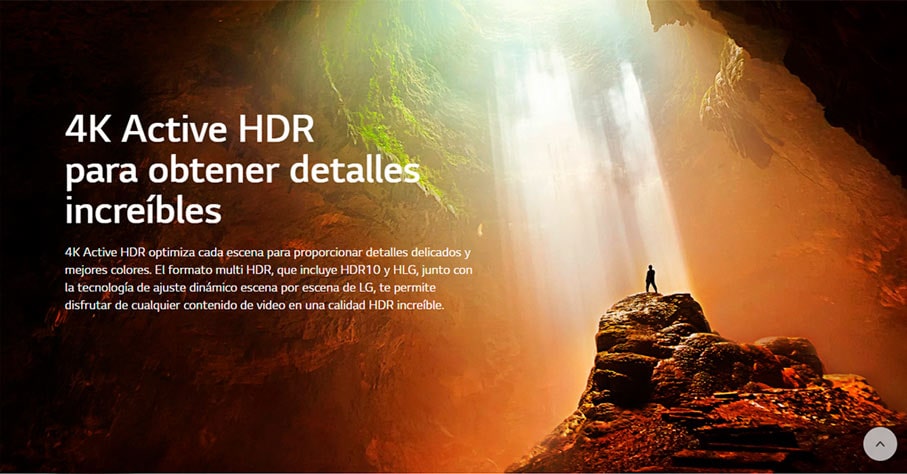 4K Active HDR
para obtener detalles
increíbles
4K Active HDR optimiza cada escena para proporcionar detalles delicados y
mejores colores. El formato multi HDR, que incluye HDR10 y HLG, junto con
la tecnología de ajuste dinámico escena por escena de LG, te permite
disfrutar de cualquier contenido de video en una calidad HDR increíble.